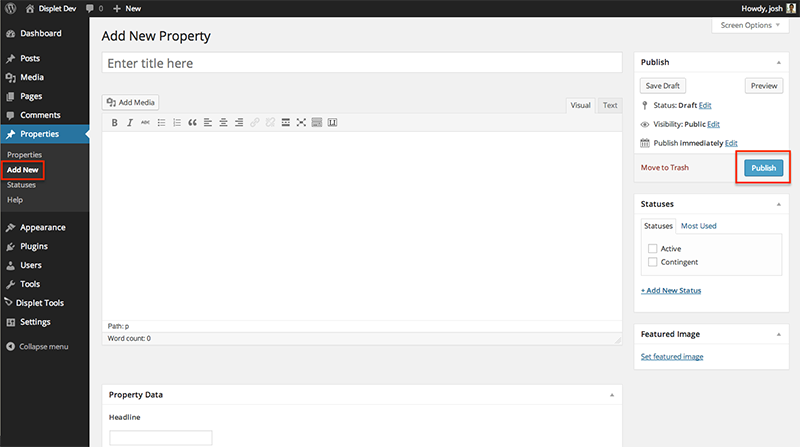 Displet Dev 0 + New Howdy, josh
Screen Options
Dashboard
Posts
Media
Pages
Comments
Properties
Properties
Add New
Statuses
Help
Appearance
Plugins
Users
Tools
Displet Tools
Settings
Collapse menu
Add New Property
Enter title here
Add Media
Visual Text
B I ABC
Path: p
Word count: 0
Property Data
Headline
Publish
Save Draft Preview
Status: Draft Edit
Visibility: Public Edit
Publish Immediately Edit
Move to Trash Publish
Statuses
Statuses Most Used
Active
Contingent
+ Add New Status
Featured Image
Set featured image